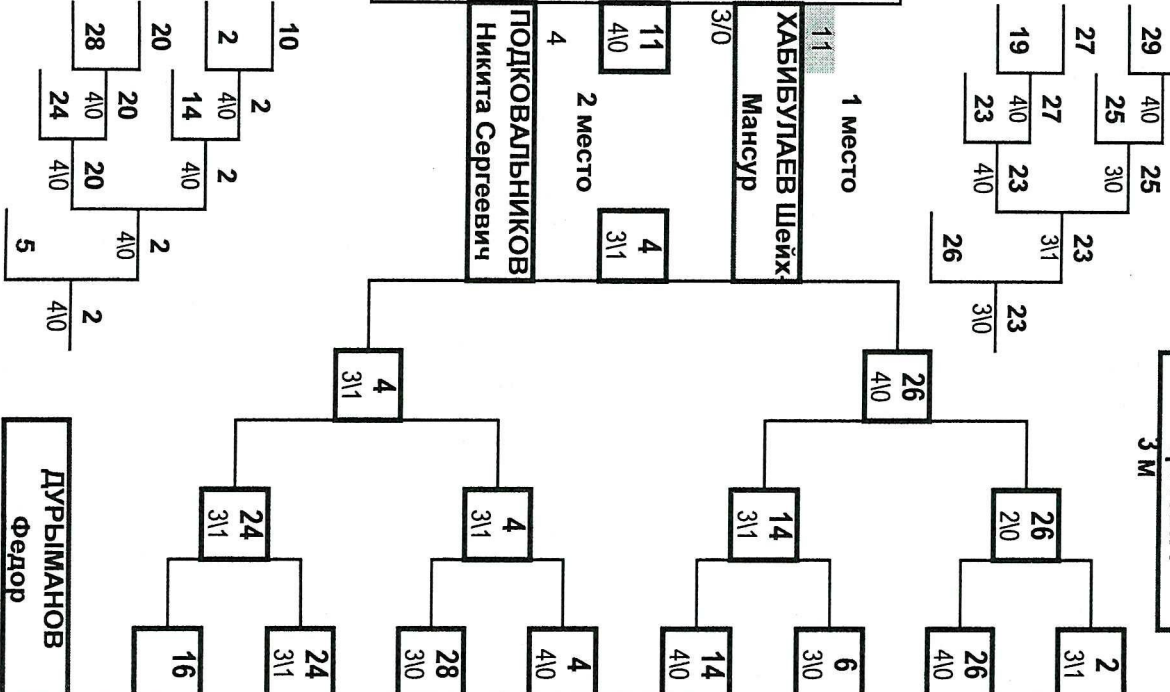 29 4\0 25
3 м
25 3\0
2
27 23
3\1
27 3\1 26
19 4\0 23 23 2\0
23 4\0 3\0 26
26 4\0
26
4\0
1 место 6
11 3\0
ХАБИБУЛАЕВ Шейх-
14
Мансур 3\1
3/0 14
4\0
11 4
4\0 3\1
2 место 4
4 4\0
ПОДКОВАЛЬНИКОВ 4
Никита Сергеевич 3\1
28
3\0
4
3\1
24
10 3\1
2 24
2 4\0 2 3\1
14 4\0 16
20 2
20 4\0
28 4\0 20 2
24 4\0 4\0
ДУРЫМАНОВ
5
Федор